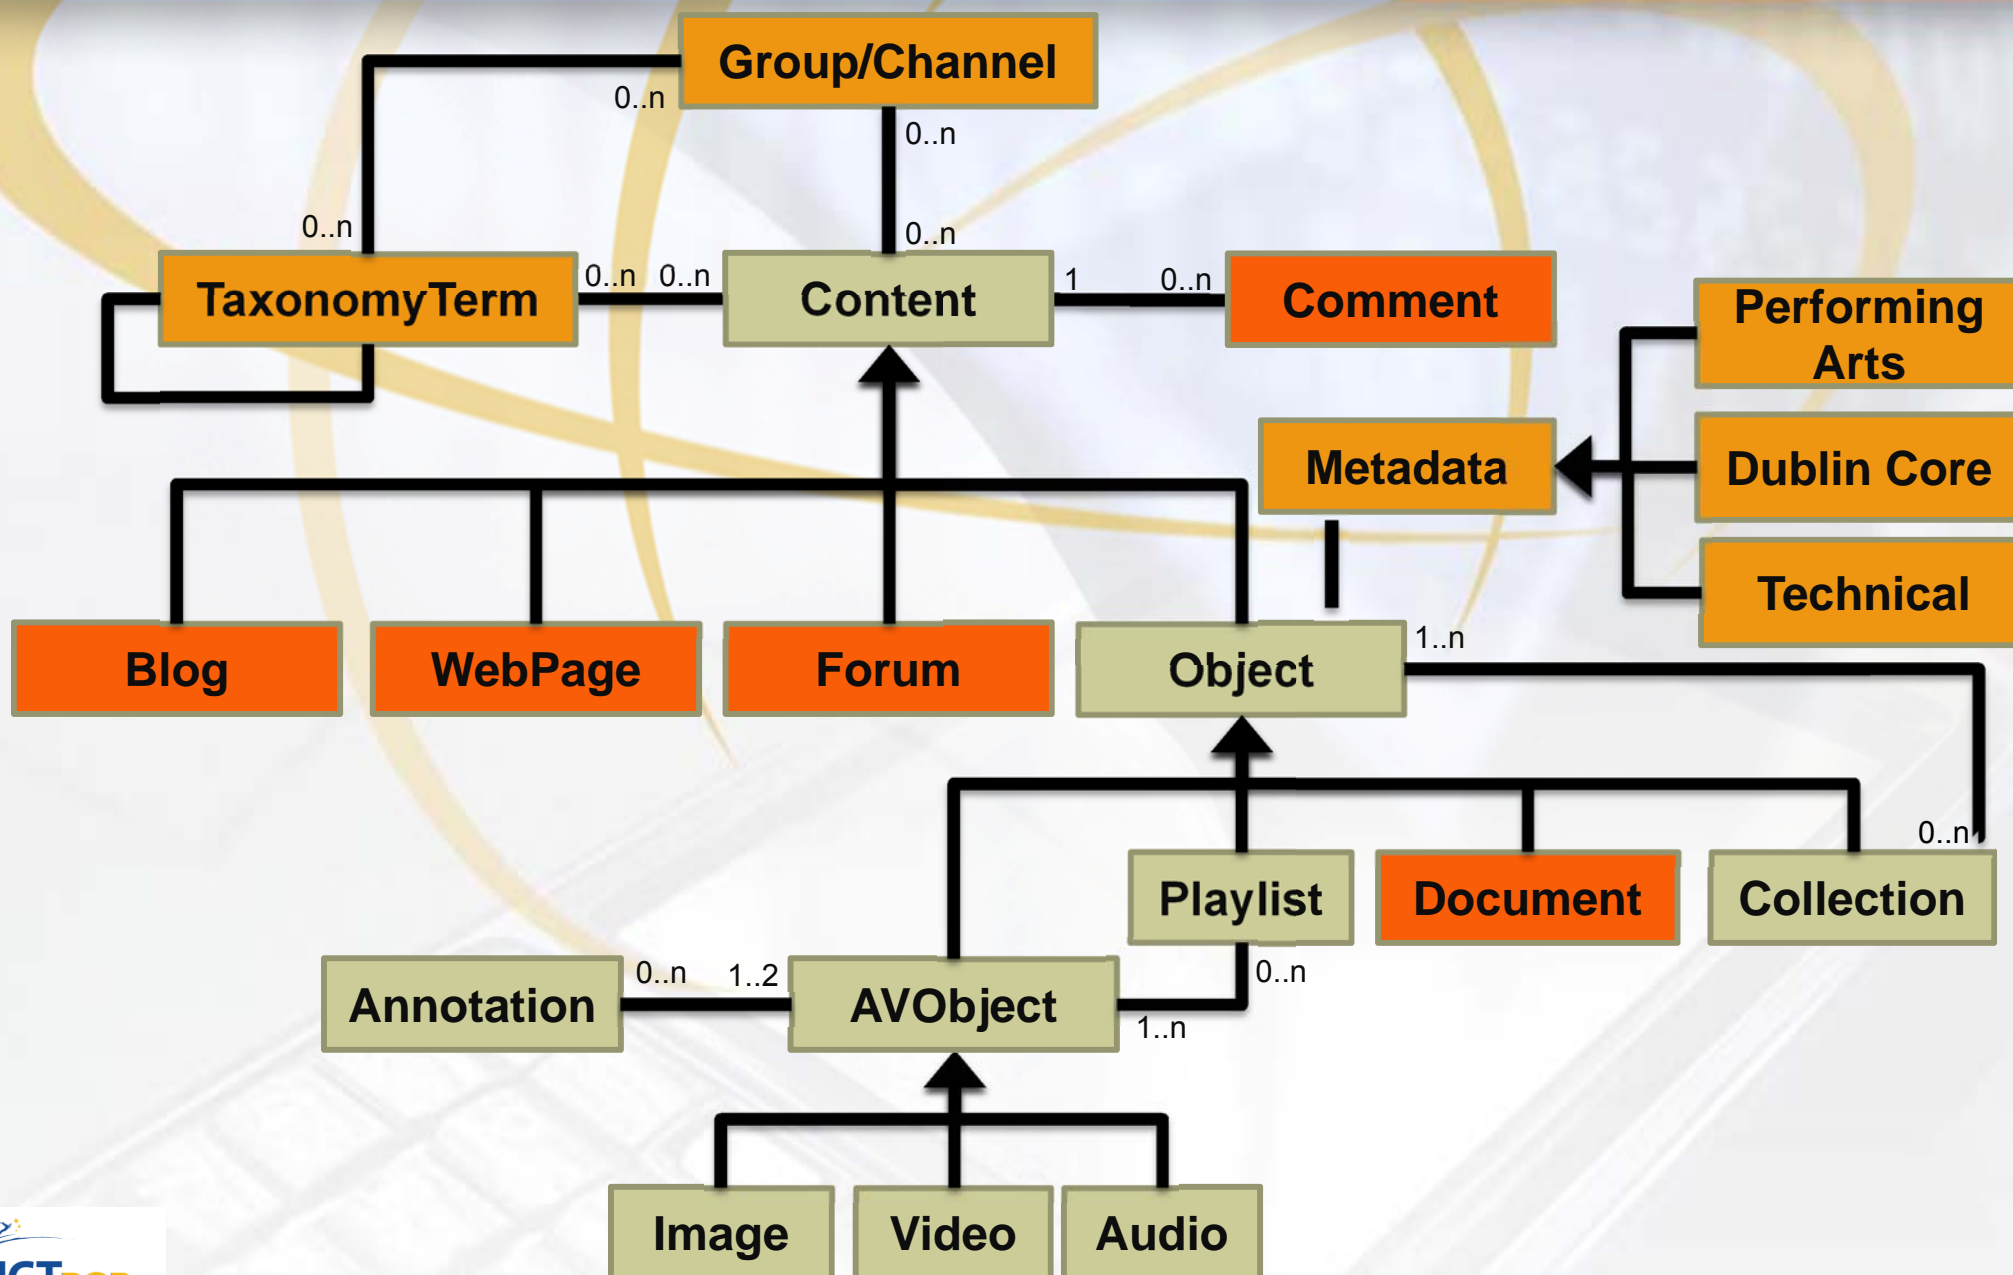 Group/Channel
0..n
0..n
0..n
0..n
TaxonomyTerm
0..n
0..n
Content
1
0..n
Comment
Performing
Arts
Metadata
Dublin Core
Technical
Blog
WebPage
Forum
Object
1..n
0..n
Playlist
Document
Collection
Annotation
0..n
1..2
AVObject
0..n
1..n
Image
Video
Audio